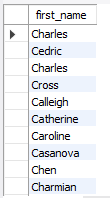 first_name
Charles
Cedric
Charles
Cross
Calleigh
Catherine
Caroline
Casanova
Chen
Charmian